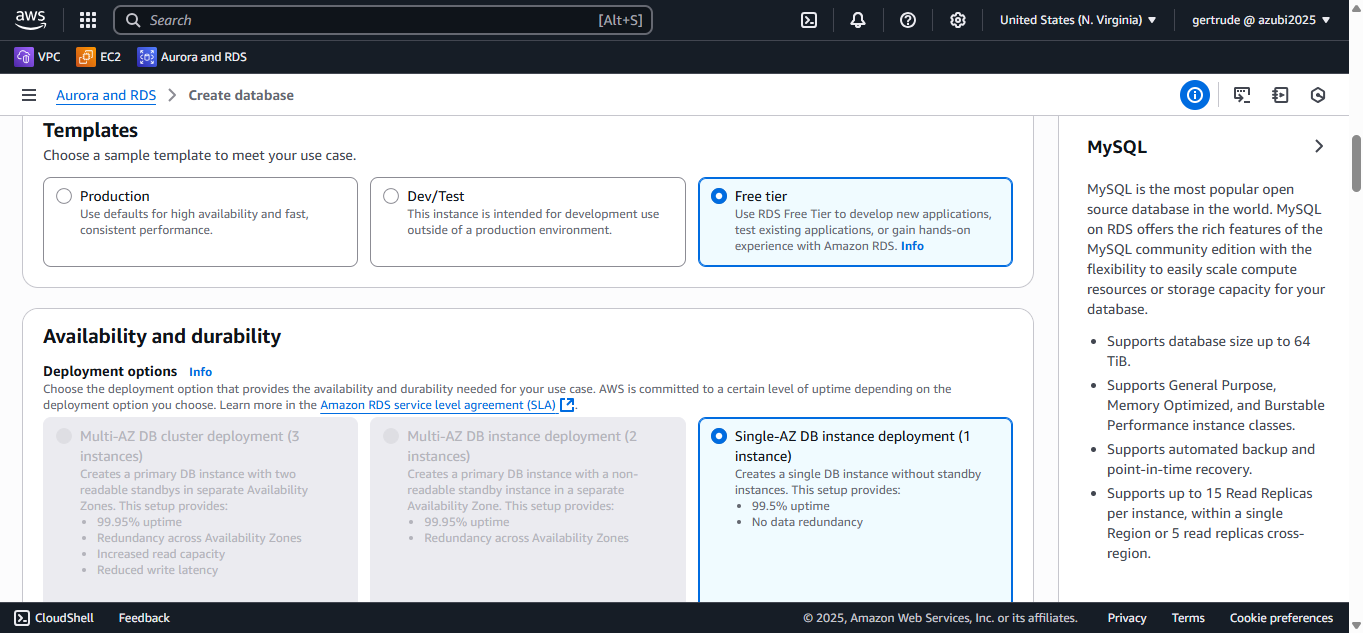 aws
Search
[Alt+S]
United States (N. Virginia)
gertrude @ azubi2025
VPC
EC2
Aurora and RDS
Aurora and RDS
Create database
Templates
Choose a sample template to meet your use case.
Production
Use defaults for high availability and fast,
consistent performance.
Dev/Test
This instance is intended for development use
outside of a production environment.
Free tier
Use RDS Free Tier to develop new applications,
test existing applications, or gain hands-on
experience with Amazon RDS. Info
Availability and durability
Deployment options Info
Choose the deployment option that provides the availability and durability needed for your use case. AWS is committed to a certain level of uptime depending on the
deployment option you choose. Learn more in the Amazon RDS service level agreement (SLA).
Multi-AZ DB cluster deployment (3
instances)
Creates a primary DB instance with two
readable standbys in separate Availability
Zones. This setup provides:
• 99.95% uptime
• Redundancy across Availability Zones
• Increased read capacity
• Reduced write latency
Multi-AZ DB instance deployment (2
instances)
Creates a primary DB instance with a non-
readable standby instance in a separate
Availability Zone. This setup provides:
• 99.95% uptime
• Redundancy across Availability Zones
Single-AZ DB instance deployment (1
instance)
Creates a single DB instance without standby
instances. This setup provides:
• 99.5% uptime
• No data redundancy
MySQL
MySQL is the most popular open
source database in the world. MySQL
on RDS offers the rich features of the
MySQL community edition with the
flexibility to easily scale compute
resources or storage capacity for your
database.
• Supports database size up to 64
TiB.
• Supports General Purpose,
Memory Optimized, and Burstable
Performance instance classes.
• Supports automated backup and
point-in-time recovery.
• Supports up to 15 Read Replicas
per instance, within a single
Region or 5 read replicas cross-
region.
CloudShell
Feedback
© 2025, Amazon Web Services, Inc. or its affiliates.
Privacy
Terms
Cookie preferences